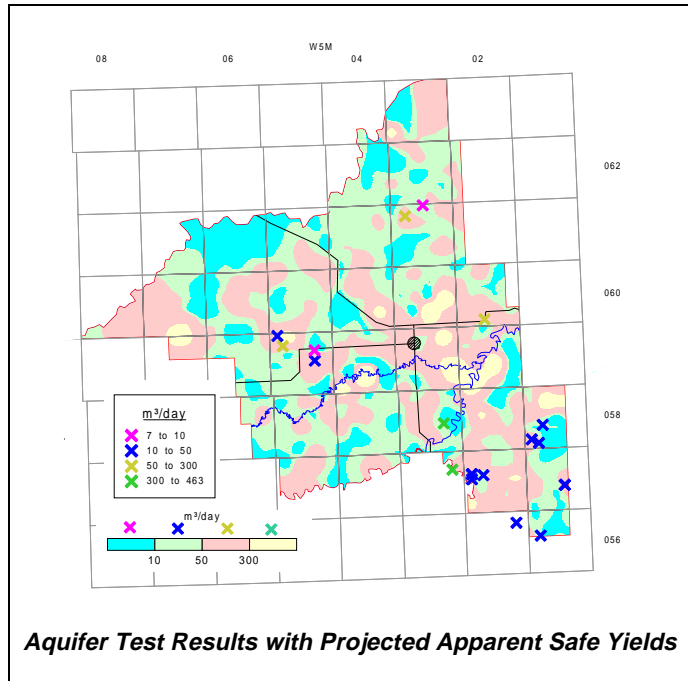 W5M
08 06 04 02
062
060
058
056
m³/day
7 to 10
10 to 50
50 to 300
300 to 463
m³/day
10 50 300
Aquifer Test Results with Projected Apparent Safe Yields